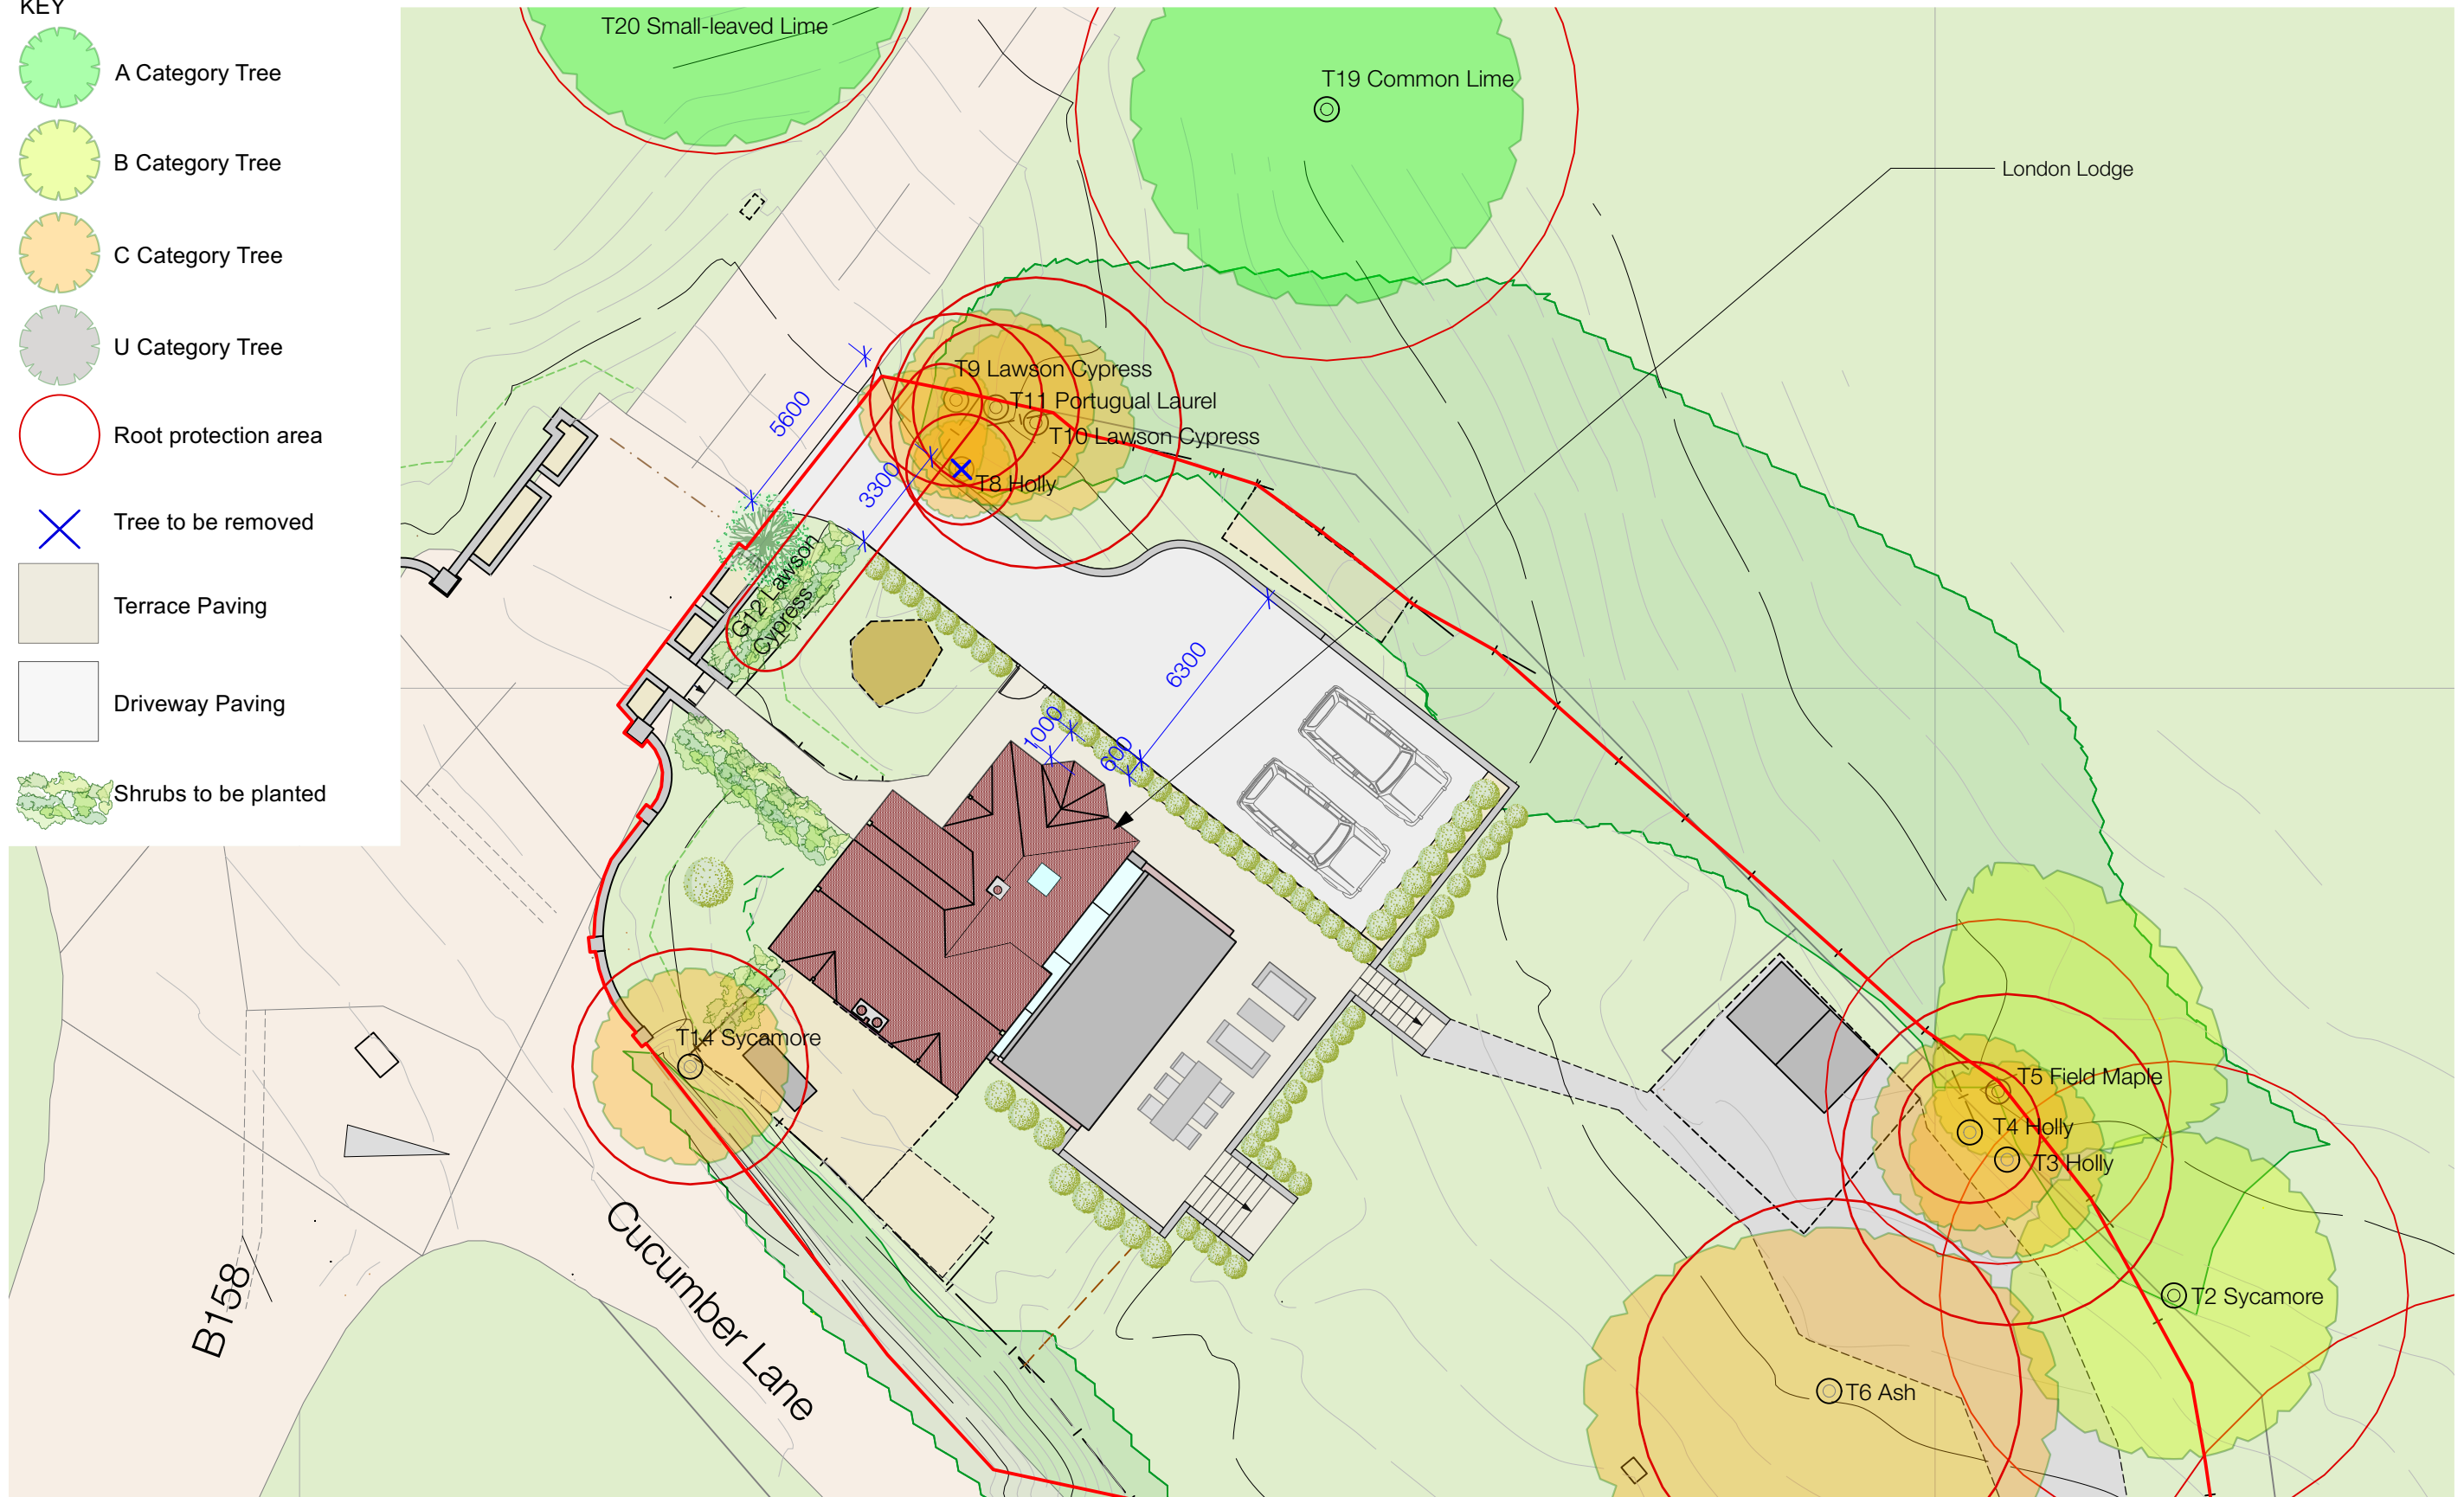 KEY
A Category Tree
B Category Tree
C Category Tree
U Category Tree
Root protection area
Tree to be removed
Terrace Paving
Driveway Paving
Shrubs to be planted
T20 Small-leaved Lime
T19 Common Lime
London Lodge
T9 Lawson Cypress
T11 Portugual Laurel
T10 Lawson Cypress
T8 Holly
5600
3300
G12 Lawson
Cypress
6300
1000
600
T14 Sycamore
T5 Field Maple
T4 Holly
T3 Holly
T2 Sycamore
T6 Ash
Cucumber Lane
B158